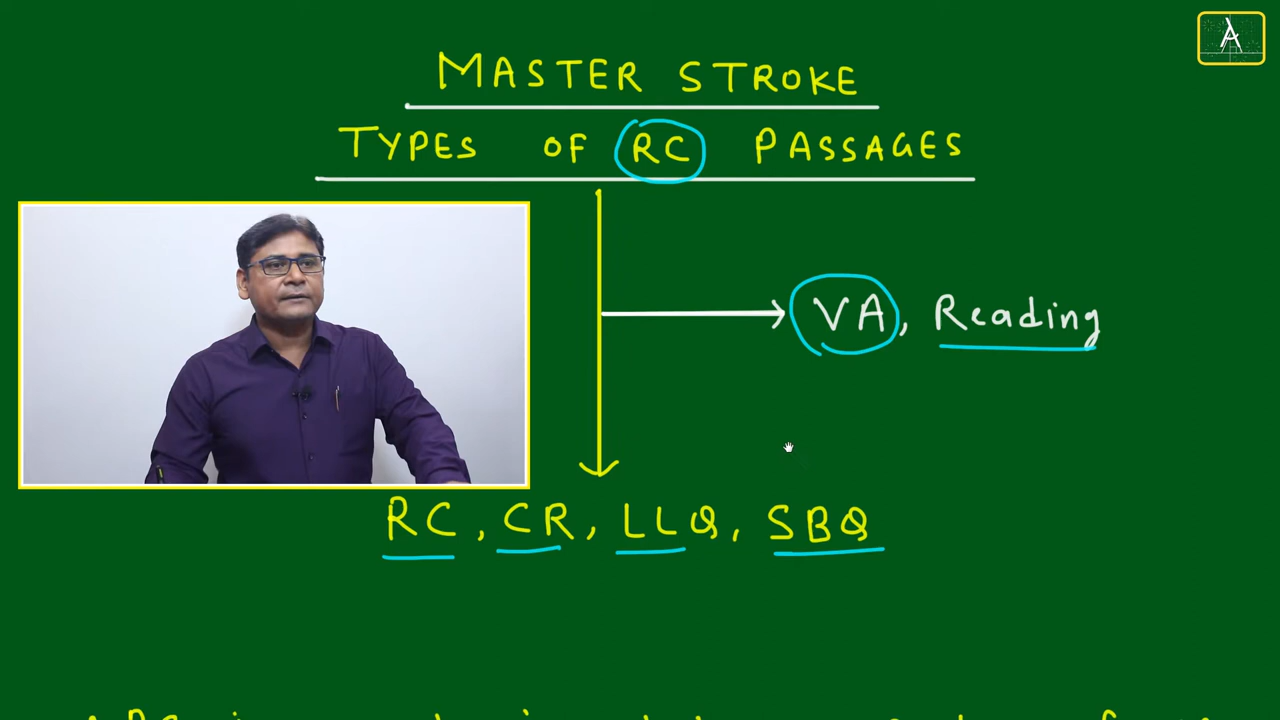 A
MASTER STROKE
TYPES OF RC PASSAGES
VA, Reading
RC, CR, LLQ, SBQ